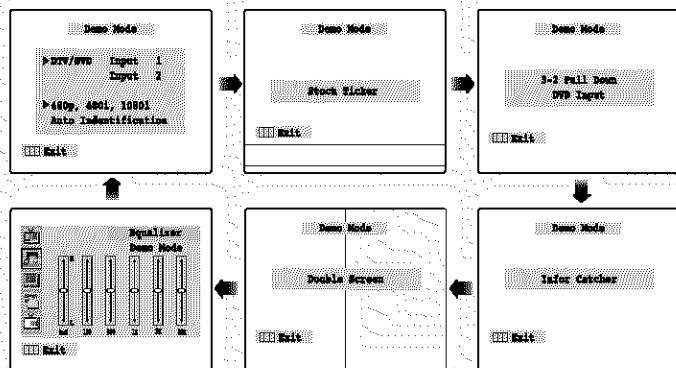 Demo Mode
▶DTV/DVD Input 1
Input 2
▶480p, 480i, 1080i
Auto Indentification
Exit
Demo Mode
Stock Ticker
Exit
Demo Mode
3-2 Pull Down
DVD Input
Exit
Demo Mode
Infor Catcher
Exit
Demo Mode
Double Screen
Exit
Equalizer
Demo Mode
Exit